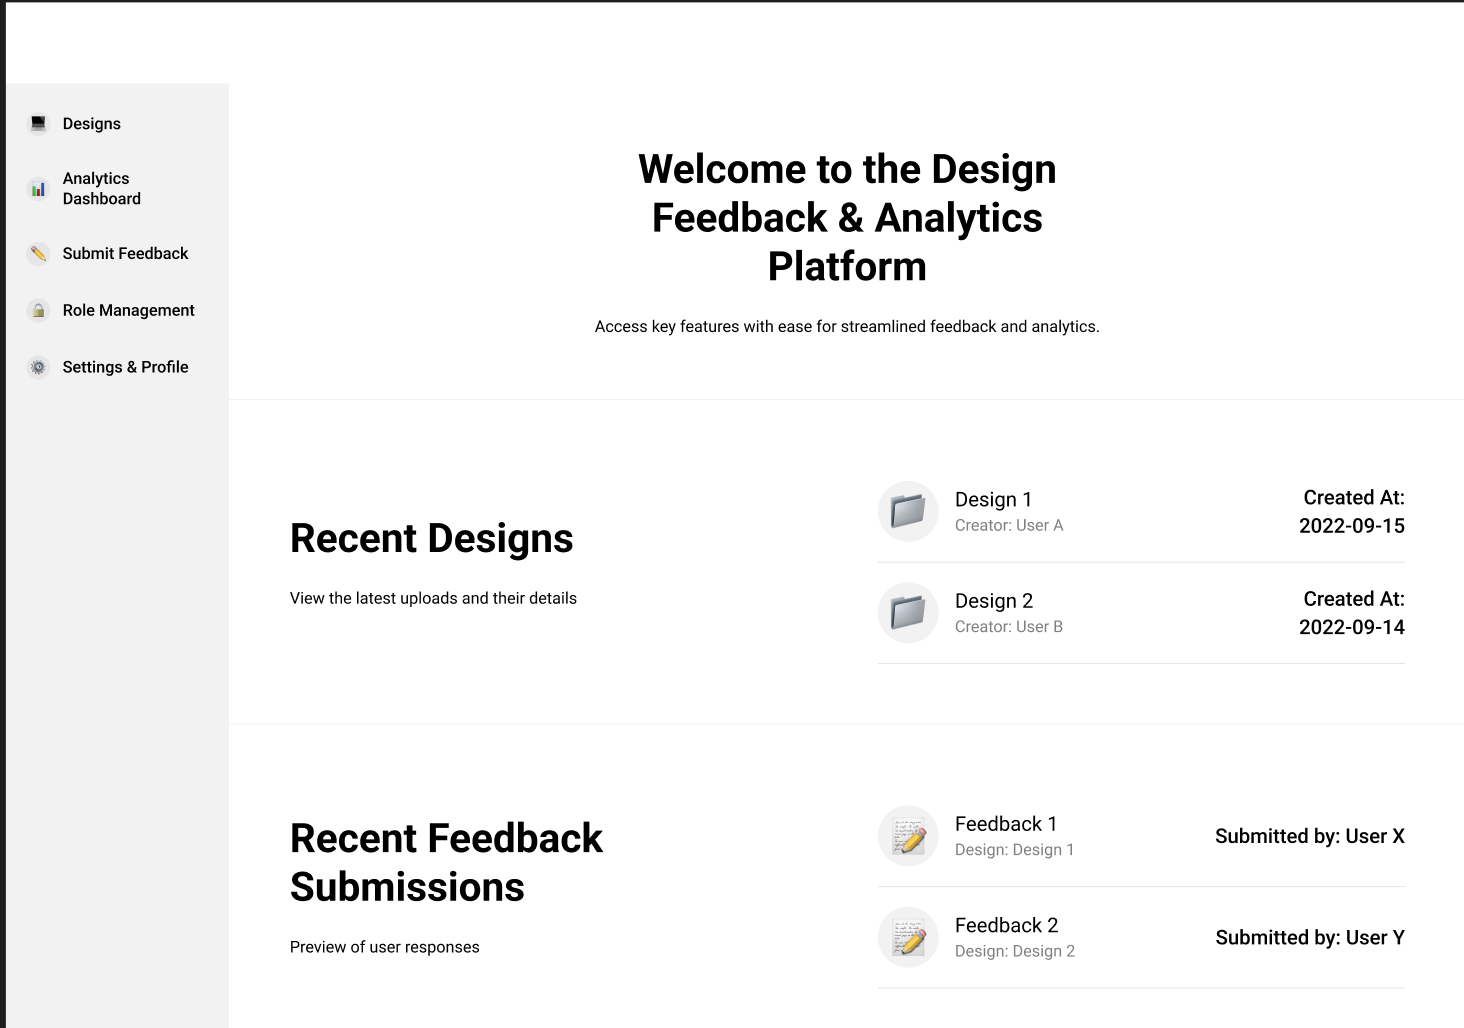 Designs
Analytics
Dashboard
Submit Feedback
Role Management
Settings & Profile
Welcome to the Design
Feedback & Analytics
Platform
Access key features with ease for streamlined feedback and analytics.
Recent Designs
View the latest uploads and their details
Design 1
Creator: User A
Created At:
2022-09-15
Design 2
Creator: User B
Created At:
2022-09-14
Recent Feedback
Submissions
Preview of user responses
Feedback 1
Design: Design 1
Submitted by: User X
Feedback 2
Design: Design 2
Submitted by: User Y